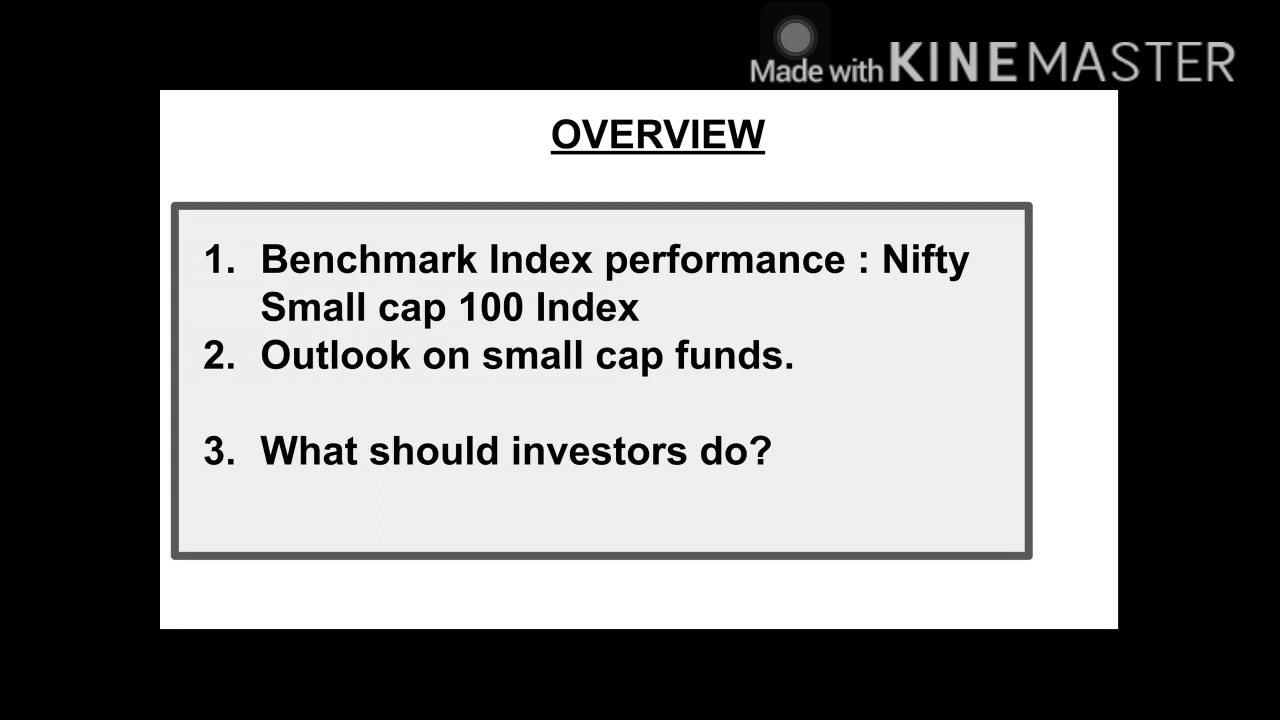 Made with KINEMASTER
OVERVIEW
1. Benchmark Index performance : Nifty
Small cap 100 Index
2. Outlook on small cap funds.
3. What should investors do?